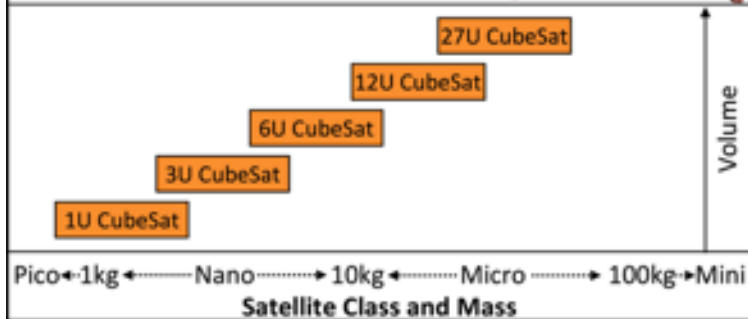 27U CubeSat
12U CubeSat
6U CubeSat
3U CubeSat
1U CubeSat
Volume
Pico 1kg Nano 10kg Micro 100kg Mini
Satellite Class and Mass